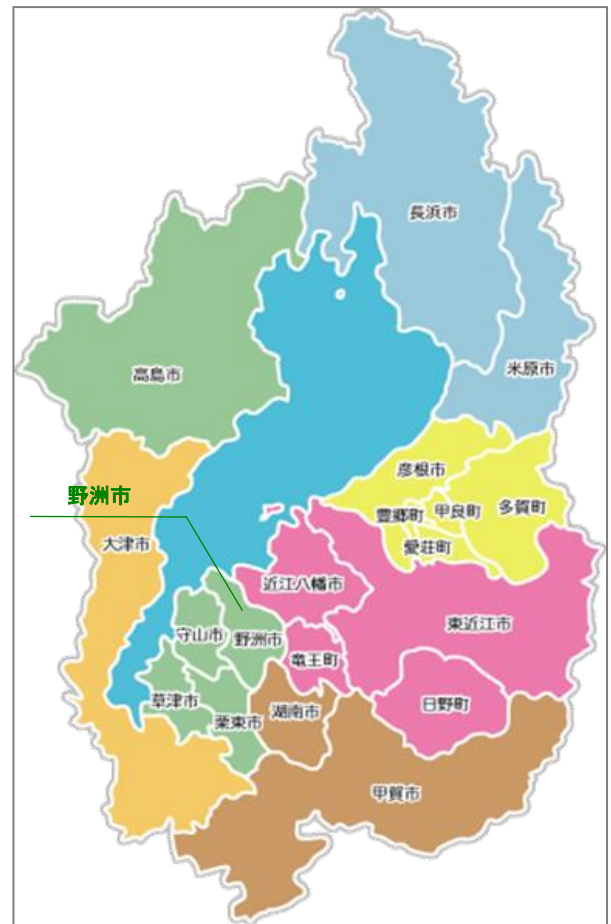 長浜市
米原市
高島市
彦根市
野洲市
豊郷町
甲良町
多賀町
大津市
愛荘町
近江八幡市
東近江市
守山市
野洲市
竜王町
草津市
日野町
湖南市
栗東市
甲賀市